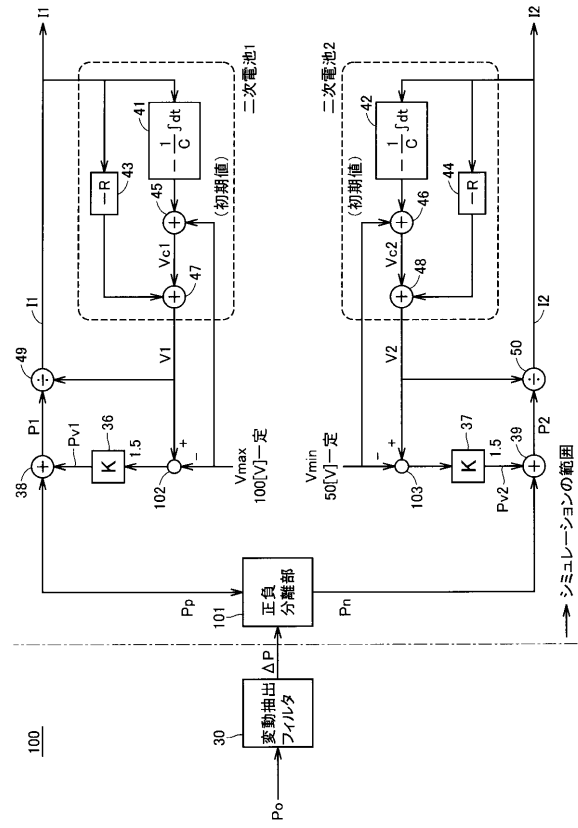 100
Po
30
変動抽出
フィルタ
ΔP
101
正負
分離部
Pp
Pn
シミュレーションの範囲
38
+
P1
49
÷
I1
I1
Pv1
36
K
1.5
102
+
-
Vmax
100[V]一定
V1
47
+
Vc1
45
+
(初期値)
43
-R
41
-1/C ∫dt
二次電池1
Vmin
50[V]一定
-
+
103
37
K
1.5
Pv2
39
+
P2
50
÷
I2
I2
V2
48
+
Vc2
46
+
(初期値)
42
-1/C ∫dt
44
-R
二次電池2